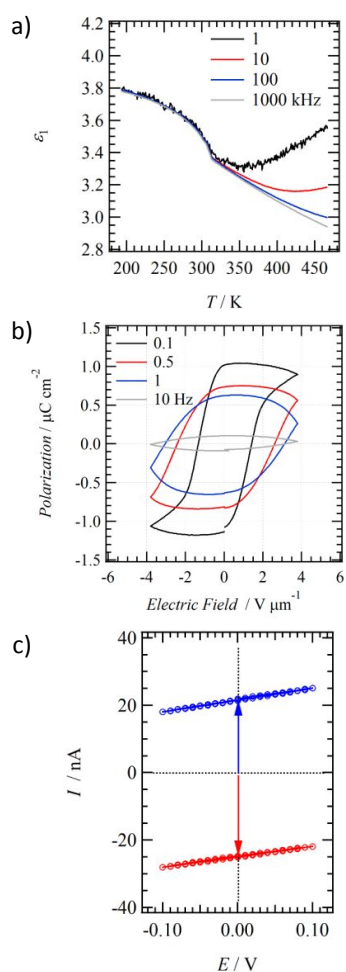 a)
4.2
4.0
3.8
3.6
3.4
3.2
3.0
2.8
ε1
1
10
100
1000 kHz
200 250 300 350 400 450
T / K
b)
1.5
1.0
0.5
0.0
-0.5
-1.0
-1.5
Polarization / μC cm-2
0.1
0.5
1
10 Hz
-6 -4 -2 0 2 4 6
Electric Field / V μm-1
c)
40
20
0
-20
-40
I / nA
-0.10 0.00 0.10
E / V